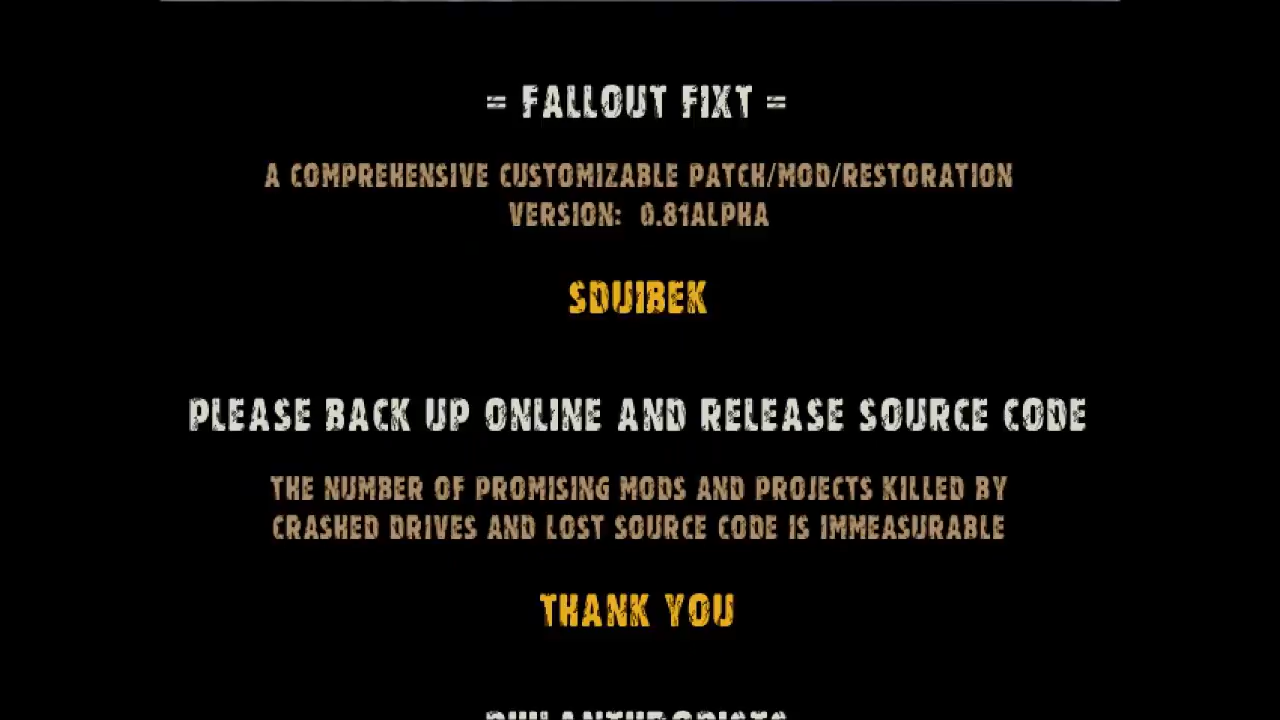 = FALLOUT FIXT =
A COMPREHENSIVE CUSTOMIZABLE PATCH/MOD/RESTORATION
VERSION: 0.81ALPHA
SDUIBEK
PLEASE BACK UP ONLINE AND RELEASE SOURCE CODE
THE NUMBER OF PROMISING MODS AND PROJECTS KILLED BY
CRASHED DRIVES AND LOST SOURCE CODE IS IMMEASURABLE
THANK YOU
PHILANTHROPISTS